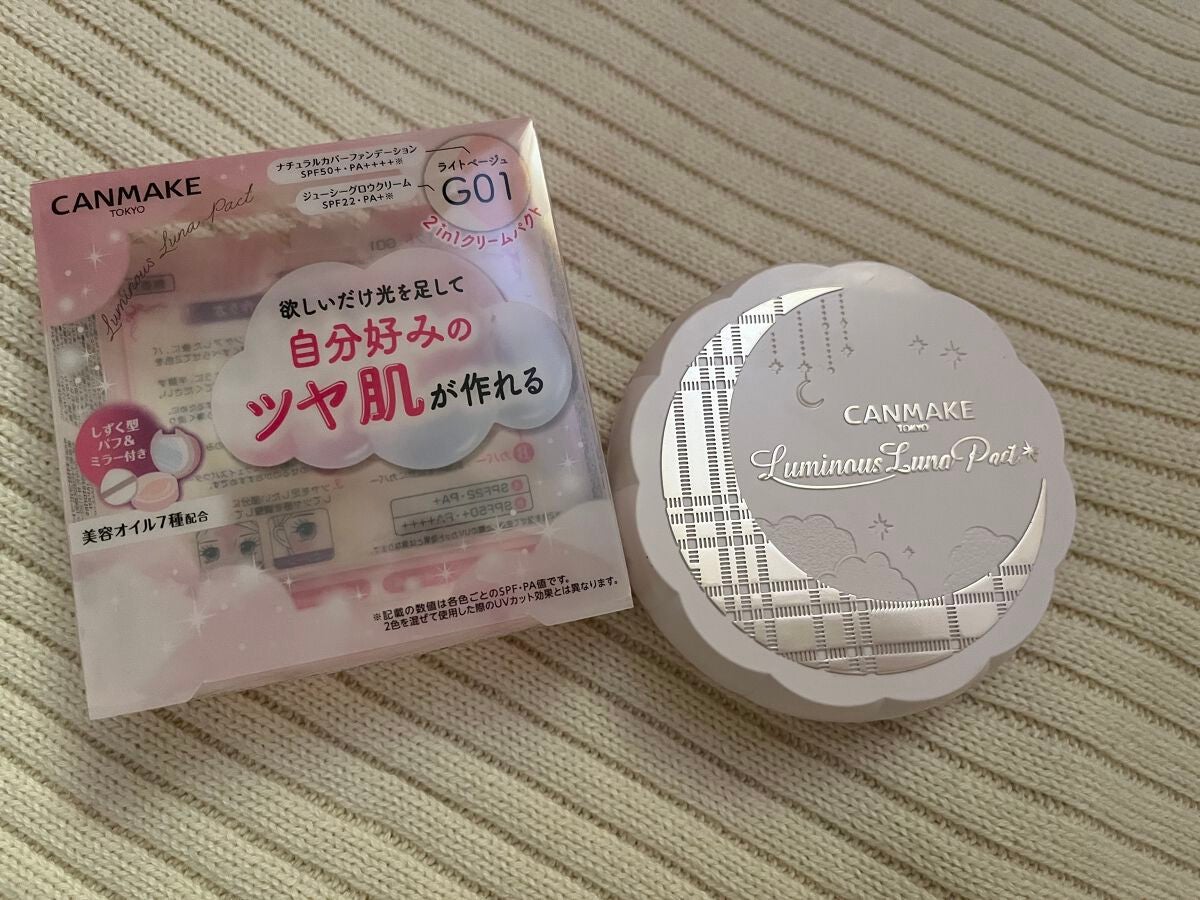 CANMAKE
TOKYO
Luminous Luna Pact
ナチュラルカバーファンデーション
SPF50+・PA++++※
ジューシーグロウクリーム
SPF22・PA+※
ライトベージュ
G01
2in1クリームパクト
欲しいだけ光を足して
自分好みの
ツヤ肌が作れる
しずく型
パフ&
ミラー付き
美容オイル7種配合
SPF22・PA+
SPF50+・PA++++
※記載の数値は各色ごとのSPF・PA値です。
2色を混ぜて使用した際のUVカット効果とは異なります。
CANMAKE
TOKYO
Luminous Luna Pact